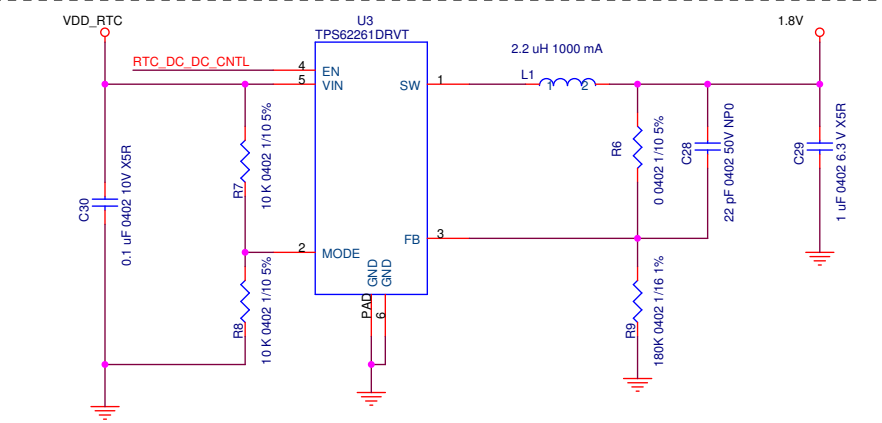 VDD_RTC
U3
TPS62261DRVT
1.8V
2.2 uH 1000 mA
RTC_DC_DC_CNTL
4
EN
5
VIN
SW
1
L1
1
2
R7
10 K 0402 1/10 5%
R6
0 0402 1/10 5%
C28
22 pF 0402 50V NP0
C29
1 uF 0402 6.3 V X5R
C30
0.1 uF 0402 10V X5R
2
MODE
FB
3
GND
GND
PAD
6
R8
10 K 0402 1/10 5%
R9
180K 0402 1/16 1%